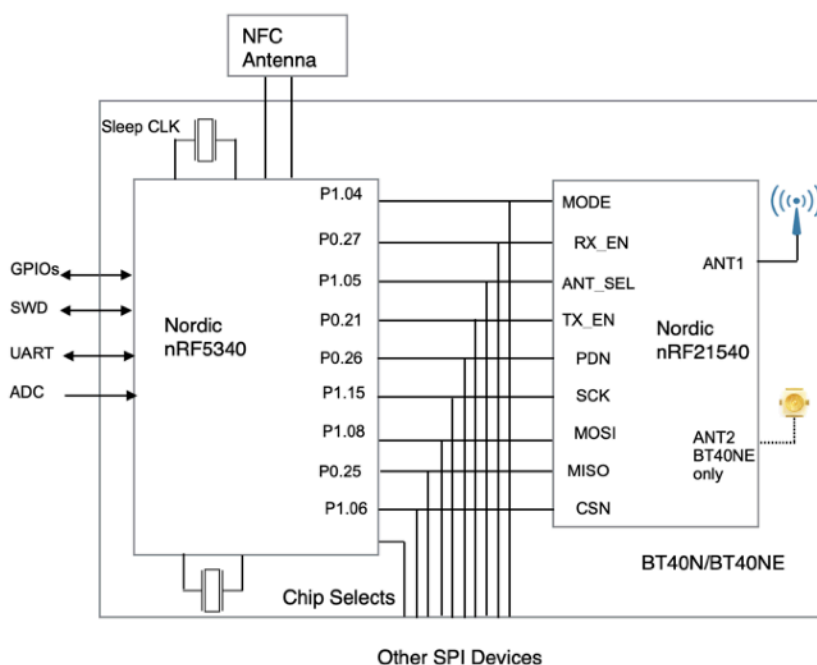 NFC
Antenna
Sleep CLK
P1.04
MODE
P0.27
RX_EN
GPIOs
ANT1
P1.05
ANT_SEL
SWD
P0.21
TX_EN
Nordic
nRF5340
Nordic
nRF21540
UART
P0.26
PDN
ADC
P1.15
SCK
P1.08
MOSI
ANT2
BT40NE
only
P0.25
MISO
P1.06
CSN
BT40N/BT40NE
Chip Selects
Other SPI Devices